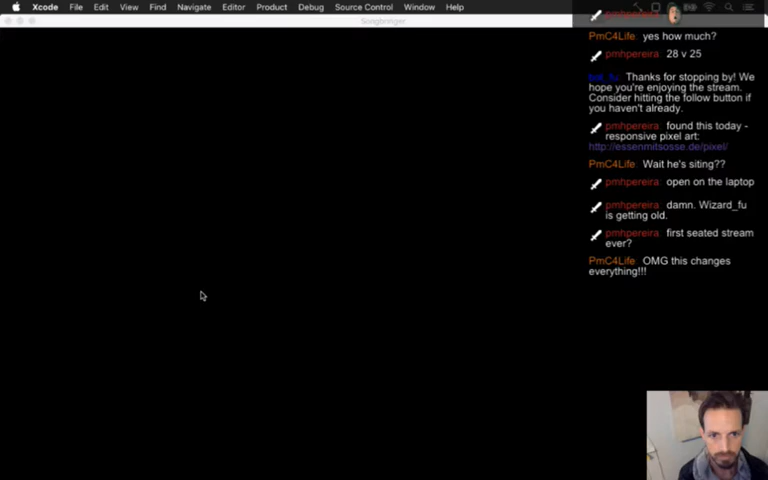 Xcode File Edit View Find Navigate Editor Product Debug Source Control Window Help
Songbringer
pmhpereira
PmC4Life yes how much?
pmhpereira 28 v 25
Thanks for stopping by! We
hope you're enjoying the stream.
Consider hitting the follow button if
you haven't already.
pmhpereira found this today -
responsive pixel art:
http://essenmitsosse.de/pixel/
PmC4Life Wait he's siting??
pmhpereira open on the laptop
pmhpereira damn. Wizard_fu
is getting old.
pmhpereira first seated stream
ever?
PmC4Life OMG this changes
everything!!!